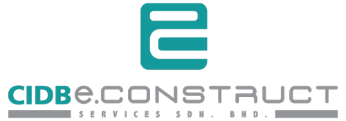 CIDB e.CONSTRUCT
SERVICES SDN. BHD.